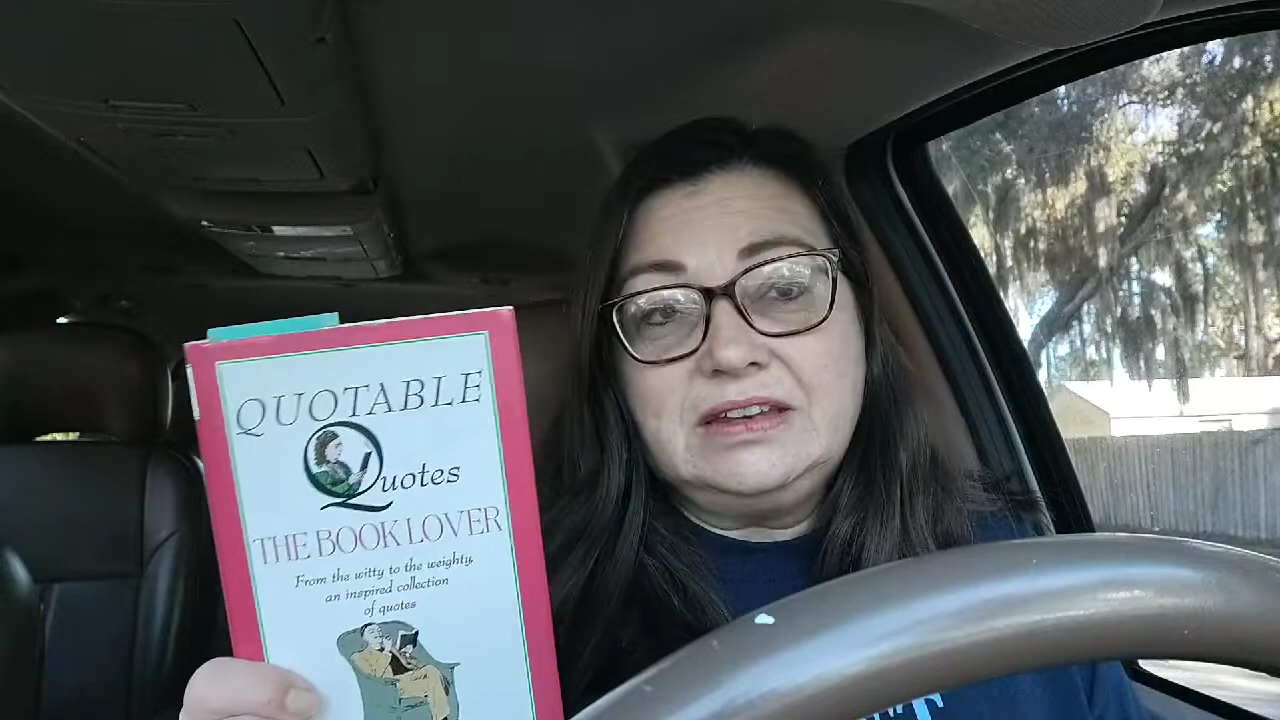 QUOTABLE
Quotes
THE BOOK LOVER
From the witty to the weighty,
an inspired collection
of quotes